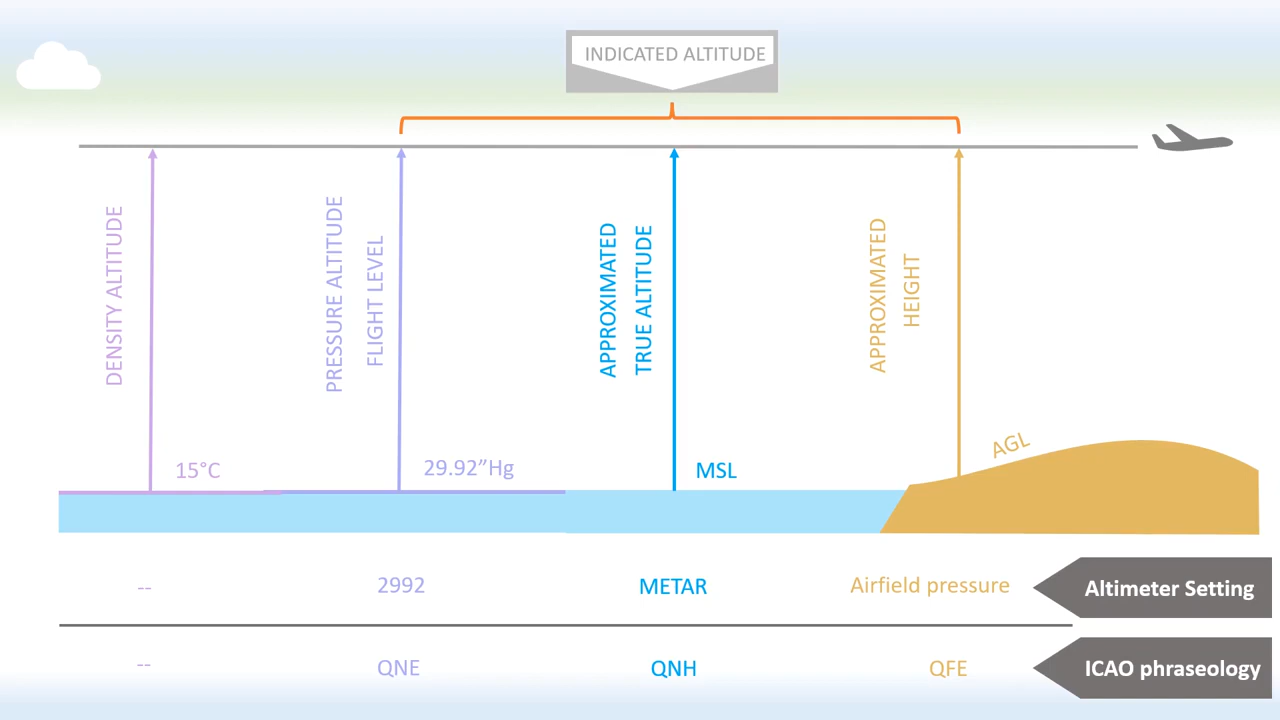 INDICATED ALTITUDE
DENSITY ALTITUDE
PRESSURE ALTITUDE
FLIGHT LEVEL
APPROXIMATED
TRUE ALTITUDE
APPROXIMATED
HEIGHT
15°C
29.92”Hg
MSL
AGL
--
2992
METAR
Airfield pressure
Altimeter Setting
--
QNE
QNH
QFE
ICAO phraseology